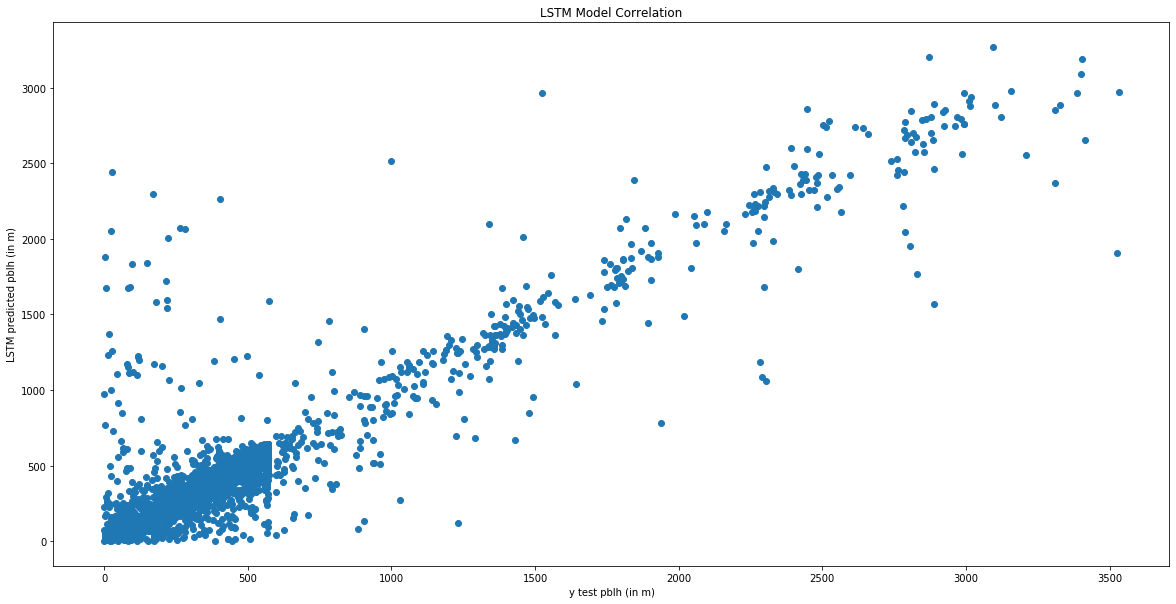 LSTM Model Correlation
LSTM predicted pblh (in m)
3000
2500
2000
1500
1000
500
0
0 500 1000 1500 2000 2500 3000 3500
y test pblh (in m)